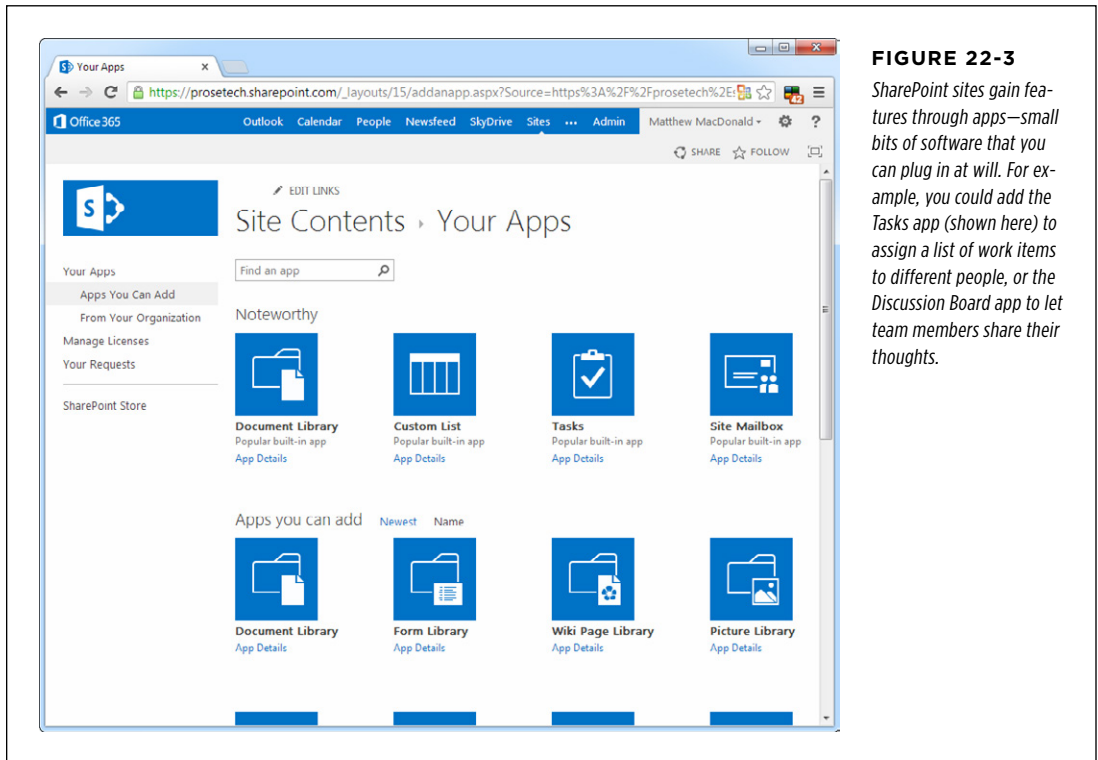 Your Apps
https://prosetech.sharepoint.com/_layouts/15/addanapp.aspx?Source=https%3A%2F%2Fprosetech%2E
Office 365
Outlook Calendar People Newsfeed SkyDrive Sites ••• Admin Matthew MacDonald ?
SHARE FOLLOW
EDIT LINKS
S
Site Contents › Your Apps
Find an app
Your Apps
Apps You Can Add
From Your Organization
Manage Licenses
Your Requests
SharePoint Store
Noteworthy
Document Library Custom List Tasks Site Mailbox
Popular built-in app Popular built-in app Popular built-in app Popular built-in app
App Details App Details App Details App Details
Apps you can add Newest Name
Document Library Form Library Wiki Page Library Picture Library
App Details App Details App Details App Details
FIGURE 22-3
SharePoint sites gain fea-
tures through apps—small
bits of software that you
can plug in at will. For ex-
ample, you could add the
Tasks app (shown here) to
assign a list of work items
to different people, or the
Discussion Board app to let
team members share their
thoughts.